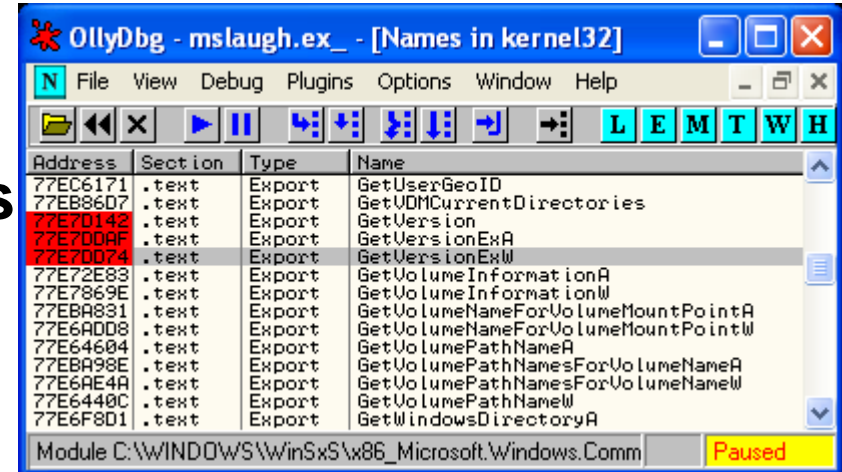 OllyDbg - mslaugh.ex_ - [Names in kernel32]
N File View Debug Plugins Options Window Help
L E M T W H
Address Section Type Name
77EC6171 .text Export GetUserGeoID
77EB86D7 .text Export GetVDMCurrentDirectories
77E7D142 .text Export GetVersion
77E7DDAF .text Export GetVersionExA
77E7DD74 .text Export GetVersionExW
77E72E83 .text Export GetVolumeInformationA
77E7869E .text Export GetVolumeInformationW
77EBA831 .text Export GetVolumeNameForVolumeMountPointA
77E6ADD8 .text Export GetVolumeNameForVolumeMountPointW
77E64604 .text Export GetVolumePathNameA
77EBA98E .text Export GetVolumePathNamesForVolumeNameA
77E6AE4A .text Export GetVolumePathNamesForVolumeNameW
77E6440C .text Export GetVolumePathNameW
77E6F8D1 .text Export GetWindowsDirectoryA
s
Module C:\WINDOWS\WinSxS\x86_Microsoft.Windows.Comm Paused